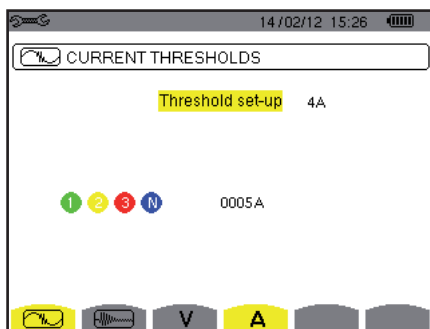 14/02/12 15:26
CURRENT THRESHOLDS
Threshold set-up 4A
1 2 3 N 0005A
V A